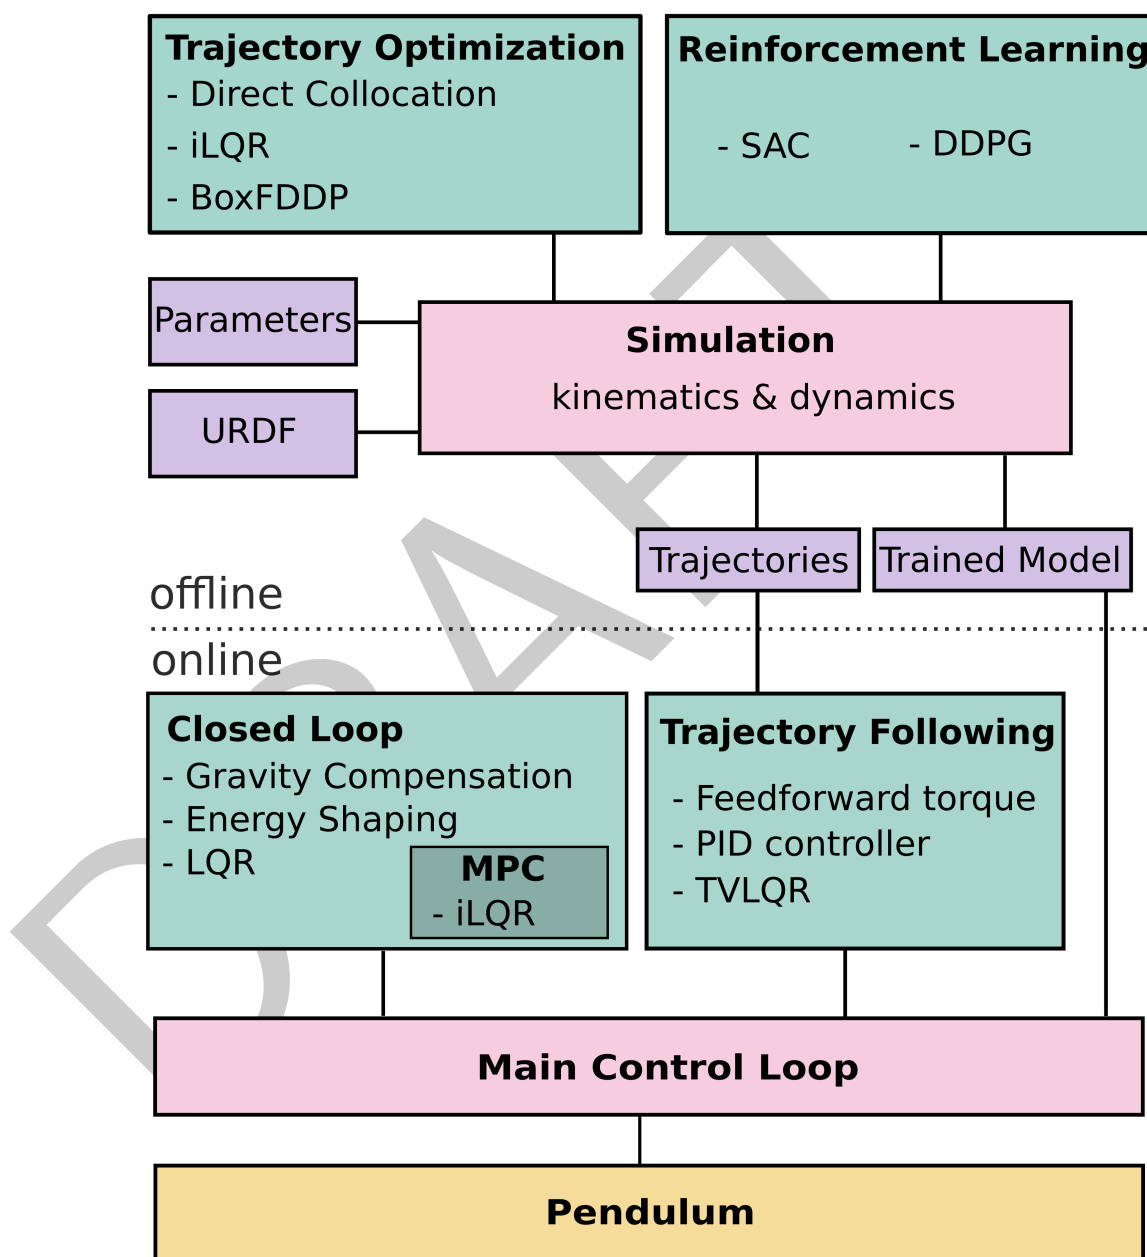 Trajectory Optimization
- Direct Collocation
- iLQR
- BoxFDDP
Reinforcement Learning
- SAC - DDPG
Parameters
URDF
Simulation
kinematics & dynamics
Trajectories
Trained Model
offline
online
Closed Loop
- Gravity Compensation
- Energy Shaping
- LQR
MPC
- iLQR
Trajectory Following
- Feedforward torque
- PID controller
- TVLQR
Main Control Loop
Pendulum
DRAFT